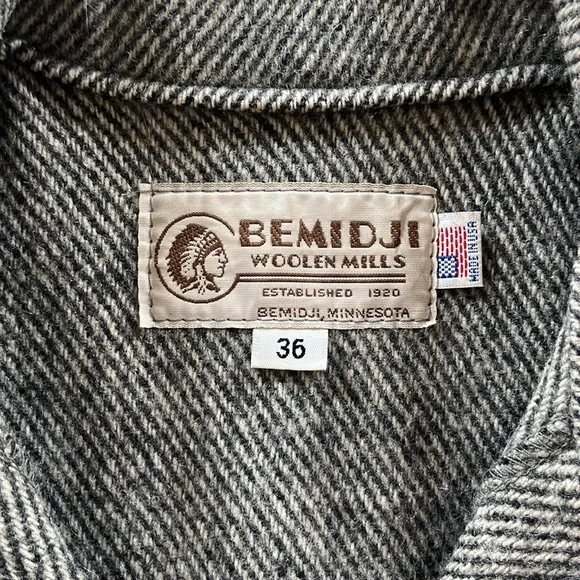 BEMIDJI
WOOLEN MILLS
ESTABLISHED 1920
BEMIDJI, MINNESOTA
MADE IN USA
36